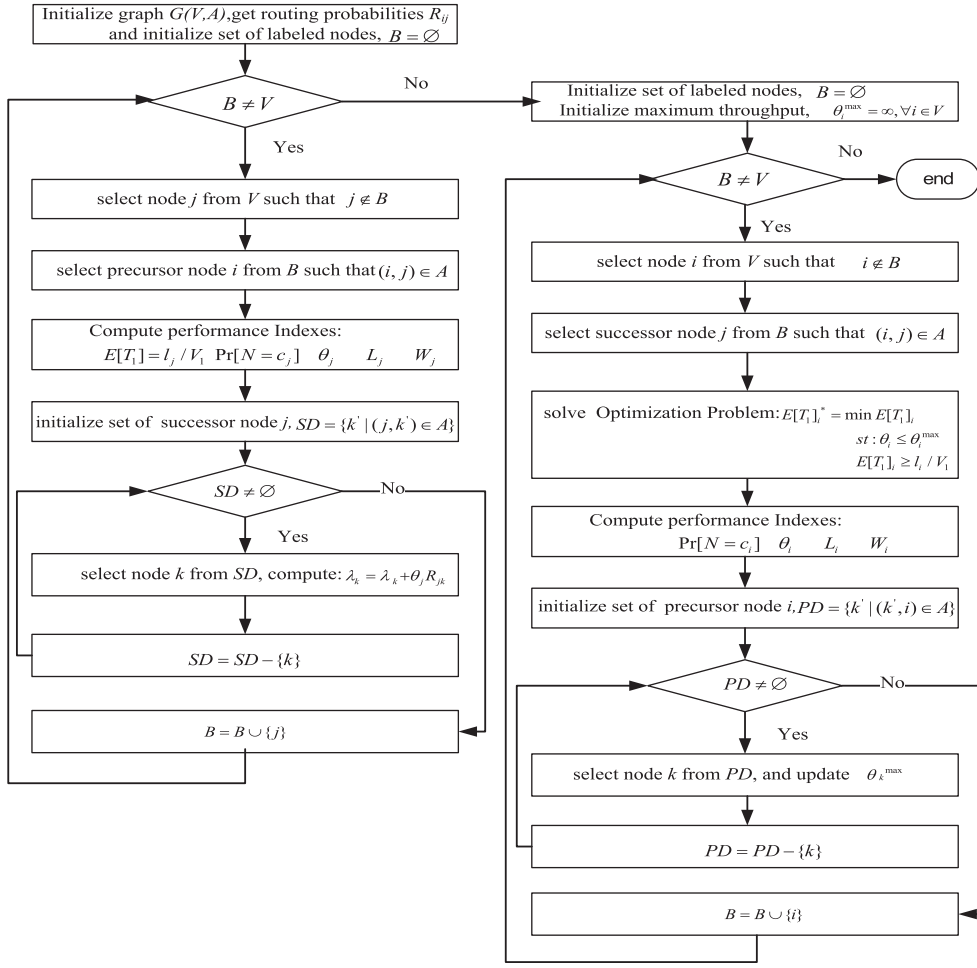 Initialize graph G(V,A),get routing probabilities R_ij
and initialize set of labeled nodes, B = ∅
B ≠ V
No
Yes
select node j from V such that j ∉ B
select precursor node i from B such that (i, j) ∈ A
Compute performance Indexes:
E[T₁] = l_j / V₁ Pr[N = c_j] θ_j L_j W_j
initialize set of successor node j, SD = {k' | (j, k') ∈ A}
SD ≠ ∅
No
Yes
select node k from SD, compute: λ_k = λ_k + θ_j R_jk
SD = SD − {k}
B = B ∪ {j}
Initialize set of labeled nodes, B = ∅
Initialize maximum throughput, θ_i^max = ∞, ∀i ∈ V
B ≠ V
No
end
Yes
select node i from V such that i ∉ B
select successor node j from B such that (i, j) ∈ A
solve Optimization Problem: E[T₁]_i* = min E[T₁]_i
st : θ_i ≤ θ_i^max
E[T₁]_i ≥ l_i / V₁
Compute performance Indexes:
Pr[N = c_i] θ_i L_i W_i
initialize set of precursor node i, PD = {k' | (k', i) ∈ A}
PD ≠ ∅
No
Yes
select node k from PD, and update θ_k^max
PD = PD − {k}
B = B ∪ {i}